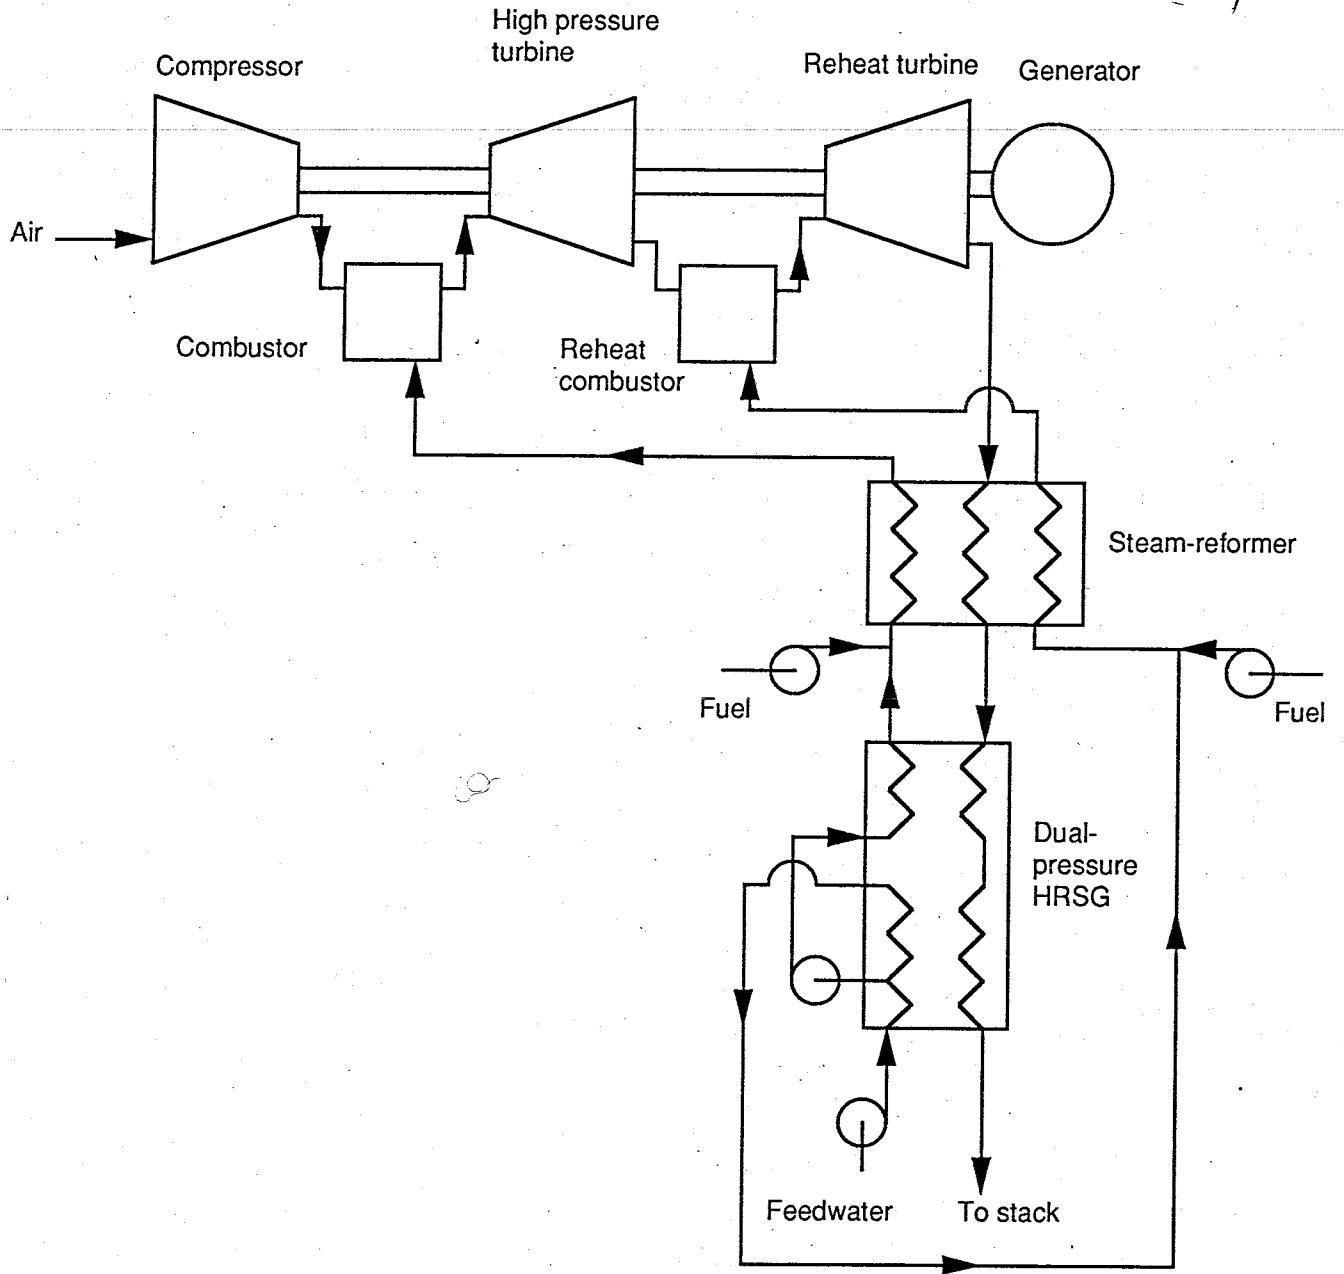 High pressure
turbine
Compressor
Reheat turbine
Generator
Air
Combustor
Reheat
combustor
Steam-reformer
Fuel
Fuel
Dual-
pressure
HRSG
Feedwater
To stack